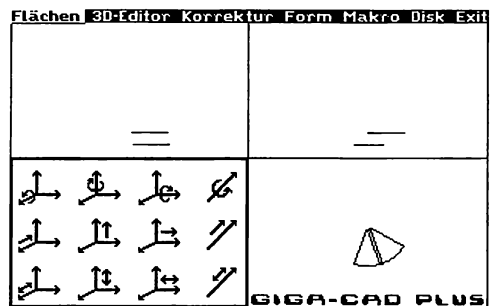 Flächen 3D-Editor Korrektur Form Makro Disk Exit
GIGA-CAD PLUS